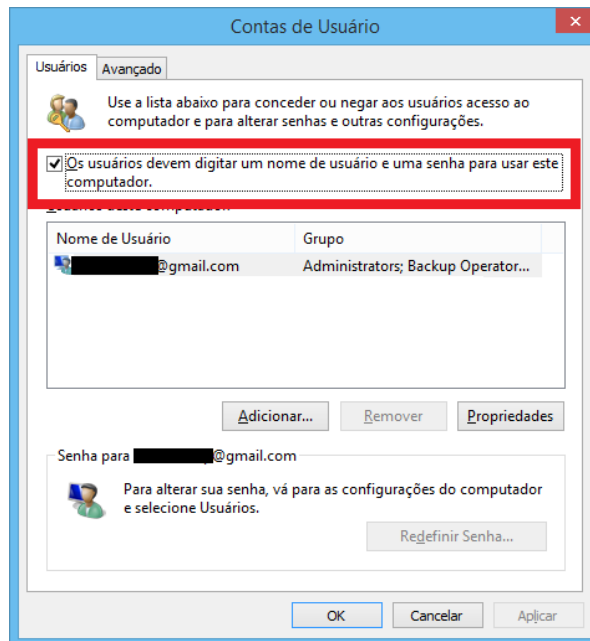 Contas de Usuário
Usuários
Avançado
Use a lista abaixo para conceder ou negar aos usuários acesso ao
computador e para alterar senhas e outras configurações.
Os usuários devem digitar um nome de usuário e uma senha para usar este
computador.
Nome de Usuário Grupo
@gmail.com Administrators; Backup Operator...
Adicionar... Remover Propriedades
Senha para @gmail.com
Para alterar sua senha, vá para as configurações do computador
e selecione Usuários.
Redefinir Senha...
OK Cancelar Aplicar